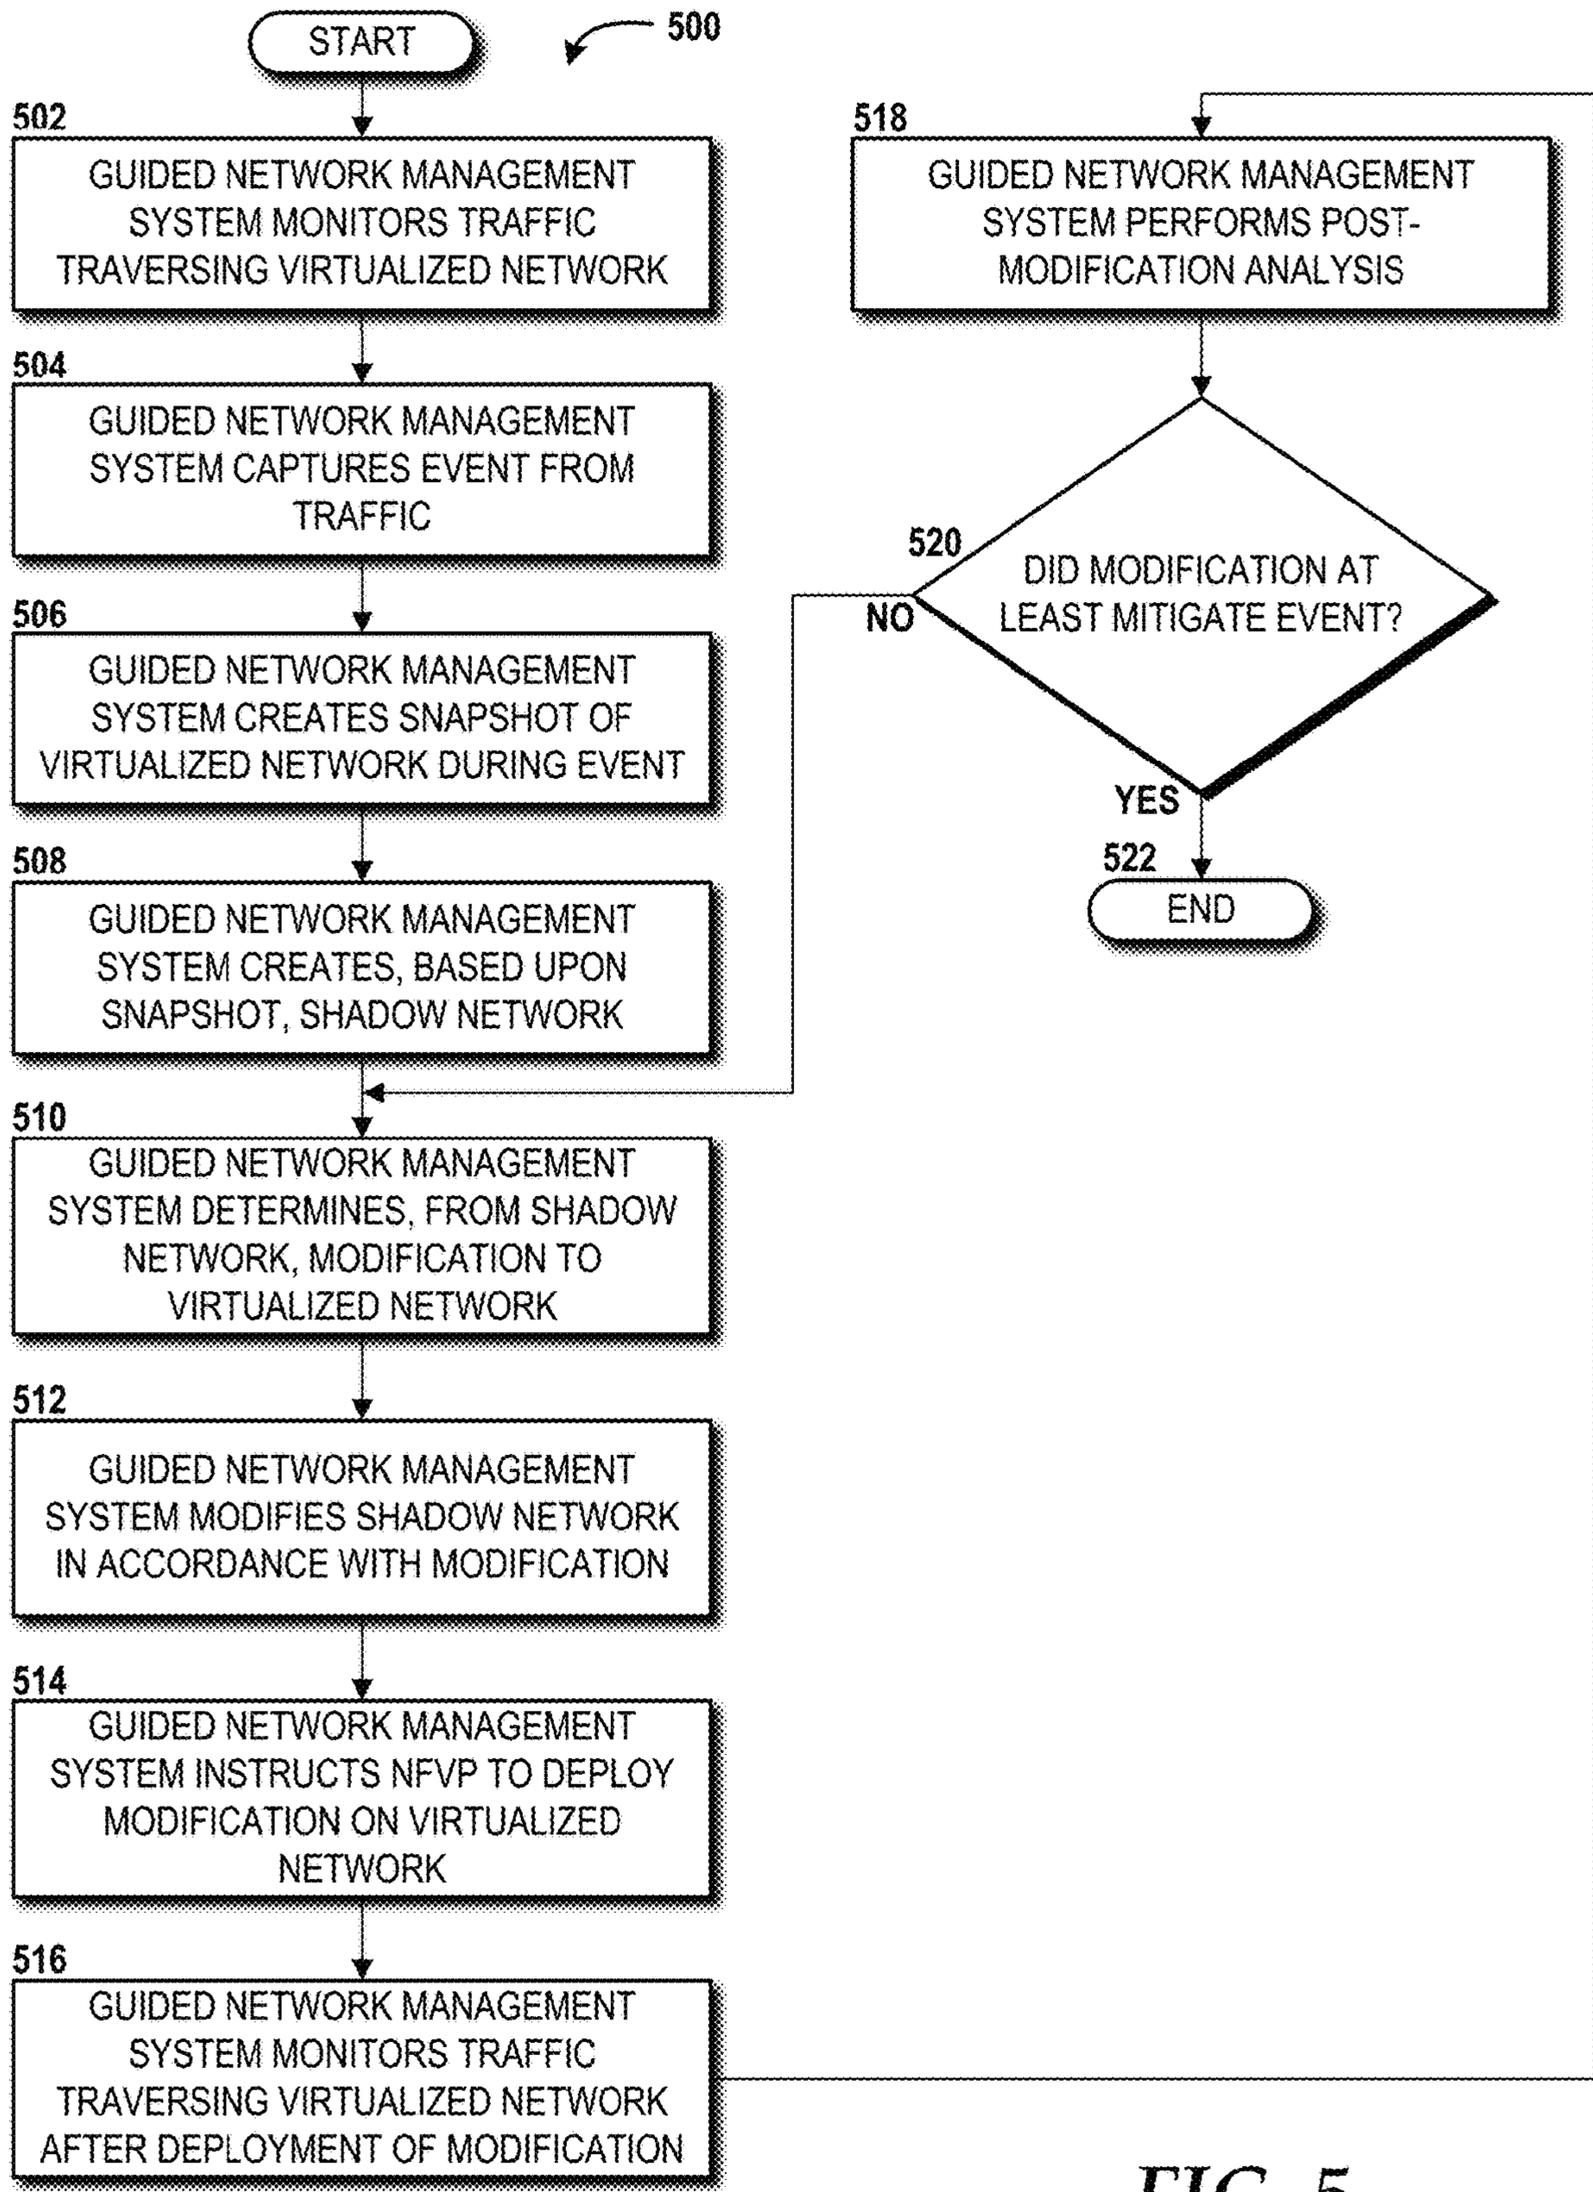 START
500
502
GUIDED NETWORK MANAGEMENT
SYSTEM MONITORS TRAFFIC
TRAVERSING VIRTUALIZED NETWORK
504
GUIDED NETWORK MANAGEMENT
SYSTEM CAPTURES EVENT FROM
TRAFFIC
506
GUIDED NETWORK MANAGEMENT
SYSTEM CREATES SNAPSHOT OF
VIRTUALIZED NETWORK DURING EVENT
508
GUIDED NETWORK MANAGEMENT
SYSTEM CREATES, BASED UPON
SNAPSHOT, SHADOW NETWORK
510
GUIDED NETWORK MANAGEMENT
SYSTEM DETERMINES, FROM SHADOW
NETWORK, MODIFICATION TO
VIRTUALIZED NETWORK
512
GUIDED NETWORK MANAGEMENT
SYSTEM MODIFIES SHADOW NETWORK
IN ACCORDANCE WITH MODIFICATION
514
GUIDED NETWORK MANAGEMENT
SYSTEM INSTRUCTS NFVP TO DEPLOY
MODIFICATION ON VIRTUALIZED
NETWORK
516
GUIDED NETWORK MANAGEMENT
SYSTEM MONITORS TRAFFIC
TRAVERSING VIRTUALIZED NETWORK
AFTER DEPLOYMENT OF MODIFICATION
518
GUIDED NETWORK MANAGEMENT
SYSTEM PERFORMS POST-
MODIFICATION ANALYSIS
520
DID MODIFICATION AT
LEAST MITIGATE EVENT?
NO
YES
522
END
FIG. 5